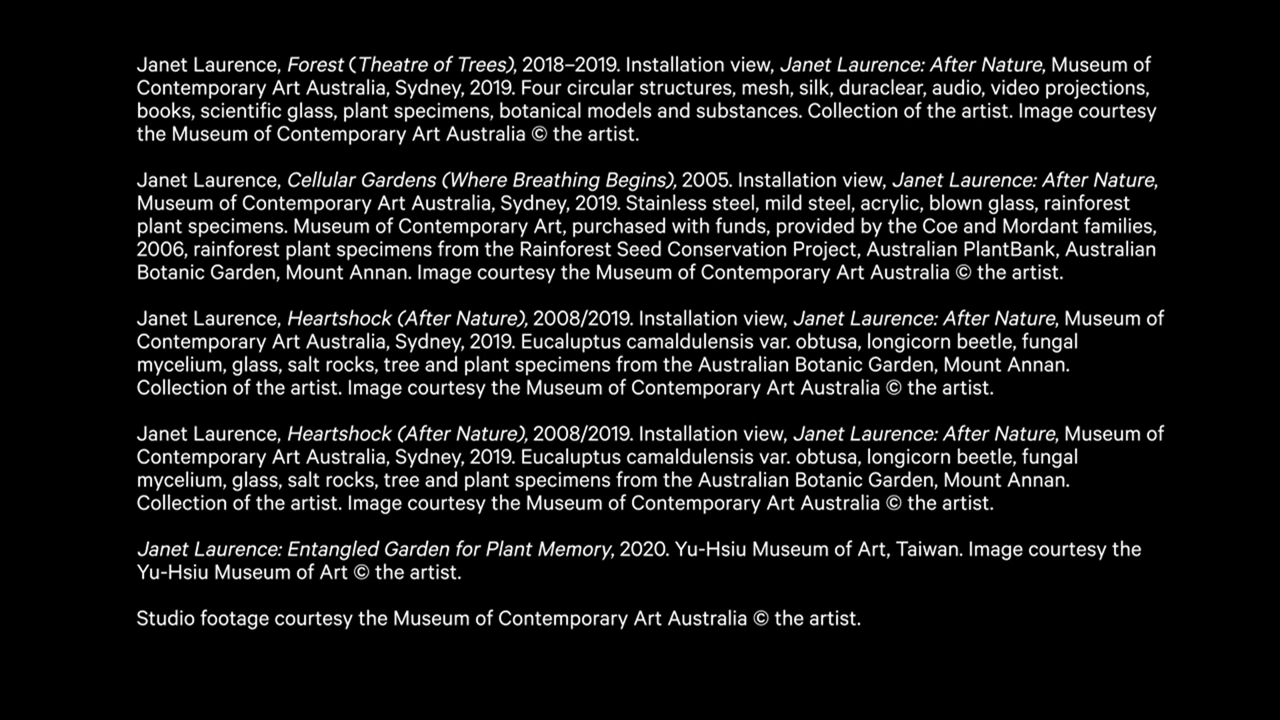 Janet Laurence, Forest (Theatre of Trees), 2018–2019. Installation view, Janet Laurence: After Nature, Museum of
Contemporary Art Australia, Sydney, 2019. Four circular structures, mesh, silk, duraclear, audio, video projections,
books, scientific glass, plant specimens, botanical models and substances. Collection of the artist. Image courtesy
the Museum of Contemporary Art Australia © the artist.
Janet Laurence, Cellular Gardens (Where Breathing Begins), 2005. Installation view, Janet Laurence: After Nature,
Museum of Contemporary Art Australia, Sydney, 2019. Stainless steel, mild steel, acrylic, blown glass, rainforest
plant specimens. Museum of Contemporary Art, purchased with funds, provided by the Coe and Mordant families,
2006, rainforest plant specimens from the Rainforest Seed Conservation Project, Australian PlantBank, Australian
Botanic Garden, Mount Annan. Image courtesy the Museum of Contemporary Art Australia © the artist.
Janet Laurence, Heartshock (After Nature), 2008/2019. Installation view, Janet Laurence: After Nature, Museum of
Contemporary Art Australia, Sydney, 2019. Eucaluptus camaldulensis var. obtusa, longicorn beetle, fungal
mycelium, glass, salt rocks, tree and plant specimens from the Australian Botanic Garden, Mount Annan.
Collection of the artist. Image courtesy the Museum of Contemporary Art Australia © the artist.
Janet Laurence, Heartshock (After Nature), 2008/2019. Installation view, Janet Laurence: After Nature, Museum of
Contemporary Art Australia, Sydney, 2019. Eucaluptus camaldulensis var. obtusa, longicorn beetle, fungal
mycelium, glass, salt rocks, tree and plant specimens from the Australian Botanic Garden, Mount Annan.
Collection of the artist. Image courtesy the Museum of Contemporary Art Australia © the artist.
Janet Laurence: Entangled Garden for Plant Memory, 2020. Yu-Hsiu Museum of Art, Taiwan. Image courtesy the
Yu-Hsiu Museum of Art © the artist.
Studio footage courtesy the Museum of Contemporary Art Australia © the artist.